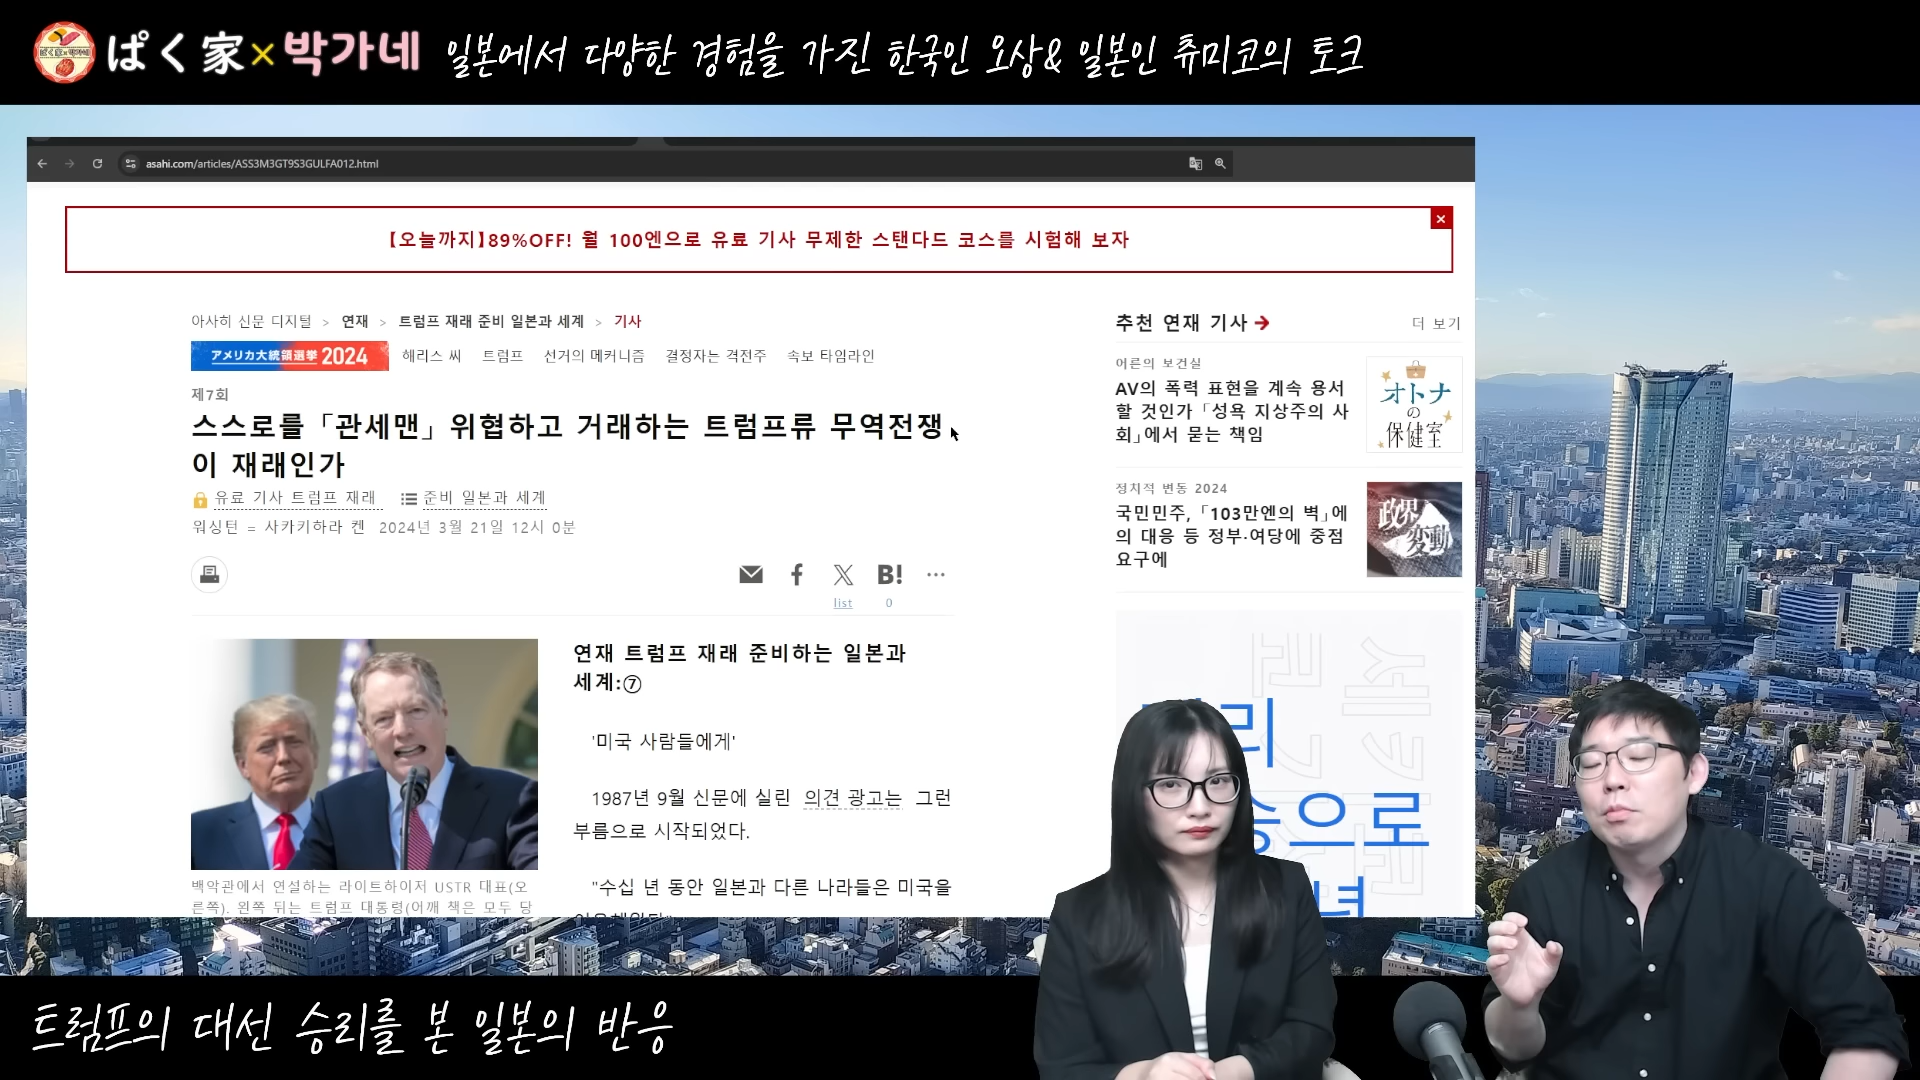 ぱく家×박가네 일본에서 다양한 경험을 가진 한국인 오상& 일본인 츄미코의 토크
asahi.com/articles/ASS3M3GT9S3GULFA012.html
【오늘까지】89%OFF! 월 100엔으로 유료 기사 무제한 스탠다드 코스를 시험해 보자
아사히 신문 디지털 > 연재 > 트럼프 재래 준비 일본과 세계 > 기사
アメリカ大統領選挙 2024 해리스 씨 트럼프 선거의 메커니즘 결정자는 격전주 속보 타임라인
제7회
스스로를「관세맨」위협하고 거래하는 트럼프류 무역전쟁
이 재래인가
유료 기사 트럼프 재래 준비 일본과 세계
워싱턴 = 사카키하라 켄 2024년 3월 21일 12시 0분
B!
list 0
연재 트럼프 재래 준비하는 일본과
세계:⑦
'미국 사람들에게'
1987년 9월 신문에 실린 의견 광고는 그런
부름으로 시작되었다.
"수십 년 동안 일본과 다른 나라들은 미국을
백악관에서 연설하는 라이트하이저 USTR 대표(오
른쪽). 왼쪽 뒤는 트럼프 대통령(어깨 책은 모두 당
추천 연재 기사 더 보기
어른의 보건실
AV의 폭력 표현을 계속 용서
할 것인가「성욕 지상주의 사
회」에서 묻는 책임
オトナ
の
保健室
정치적 변동 2024
국민민주,「103만엔의 벽」에
의 대응 등 정부·여당에 중점
요구에
政界
変動
승으로
트럼프의 대선 승리를 본 일본의 반응